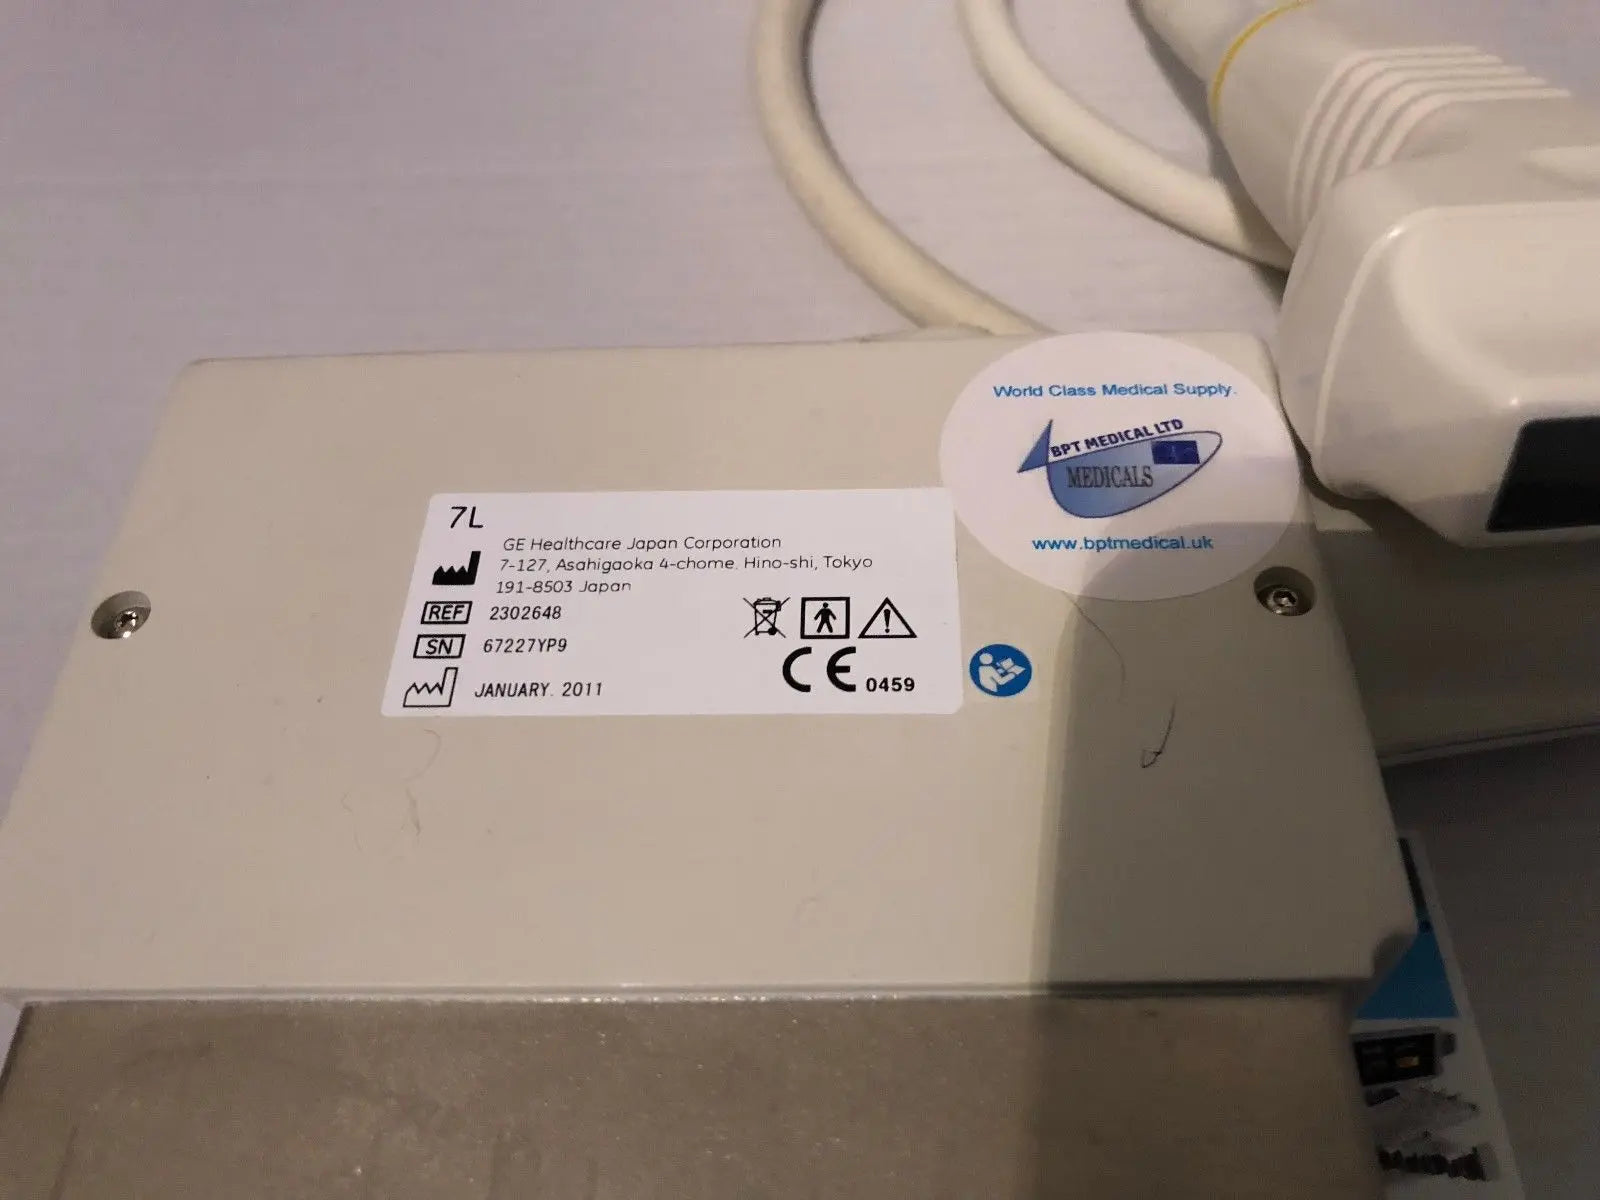 World Class Medical Supply.
BPT MEDICAL LTD
MEDICALS
www.bptmedical.uk
7L
GE Healthcare Japan Corporation
7-127, Asahigaoka 4-chome. Hino-shi, Tokyo
191-8503 Japan
REF 2302648
SN 67227YP9
JANUARY. 2011
CE 0459